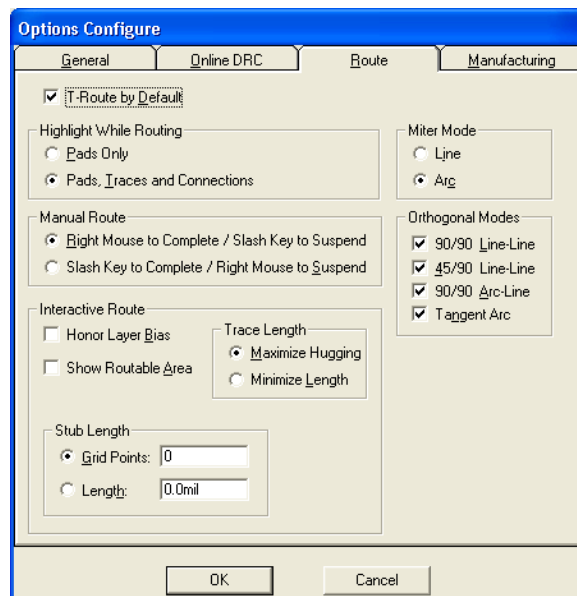 Options Configure
General Online DRC Route Manufacturing
T-Route by Default
Highlight While Routing
Pads Only
Pads, Traces and Connections
Miter Mode
Line
Arc
Manual Route
Right Mouse to Complete / Slash Key to Suspend
Slash Key to Complete / Right Mouse to Suspend
Orthogonal Modes
90/90 Line-Line
45/90 Line-Line
90/90 Arc-Line
Tangent Arc
Interactive Route
Honor Layer Bias
Show Routable Area
Trace Length
Maximize Hugging
Minimize Length
Stub Length
Grid Points: 0
Length: 0.0mil
OK Cancel